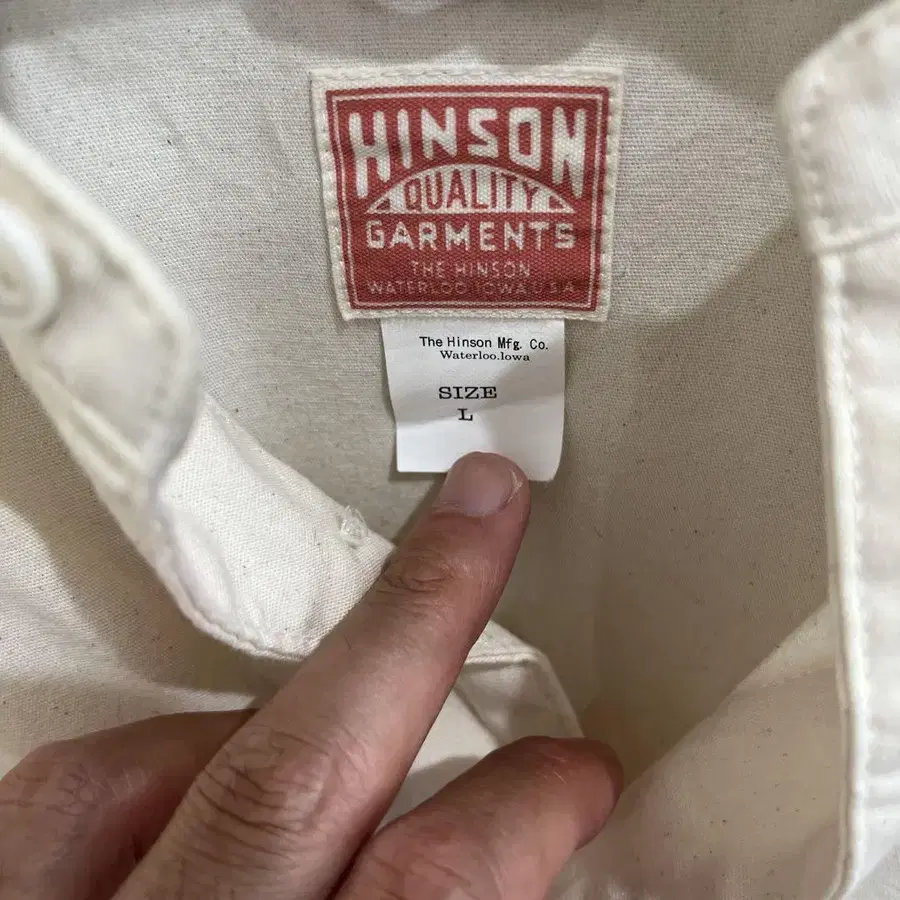 HINSON
QUALITY
GARMENTS
THE HINSON
WATERLOO IOWA U.S.A.
The Hinson Mfg. Co.
Waterloo.Iowa
SIZE
L